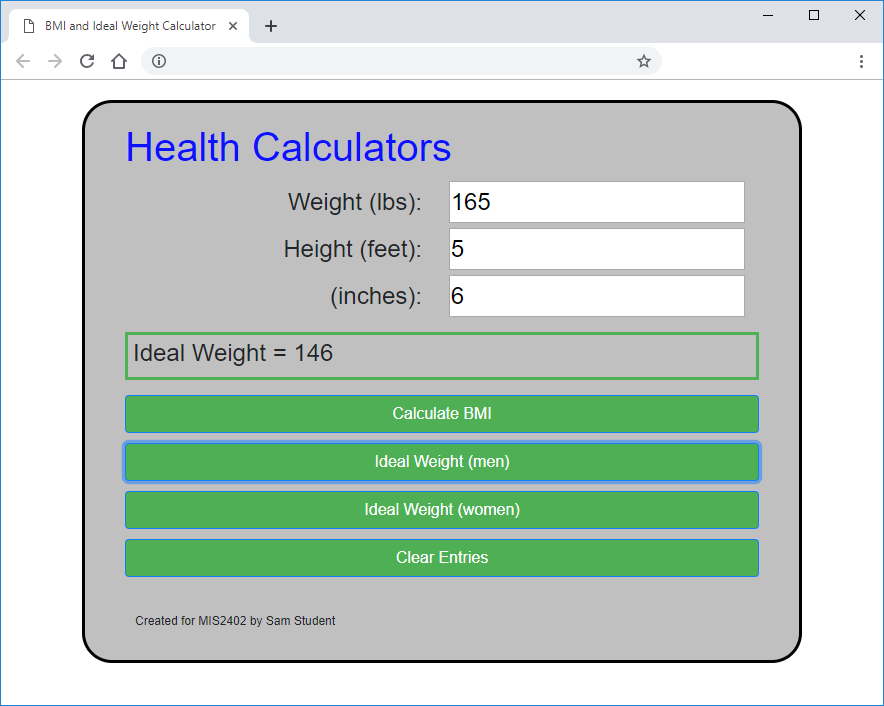 BMI and Ideal Weight Calculator
Health Calculators
Weight (lbs): 165
Height (feet): 5
(inches): 6
Ideal Weight = 146
Calculate BMI
Ideal Weight (men)
Ideal Weight (women)
Clear Entries
Created for MIS2402 by Sam Student